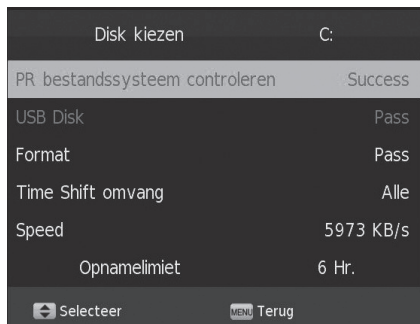 Disk kiezen C:
PR bestandssysteem controleren Success
USB Disk Pass
Format Pass
Time Shift omvang Alle
Speed 5973 KB/s
Opnamelimiet 6 Hr.
Selecteer MENU Terug